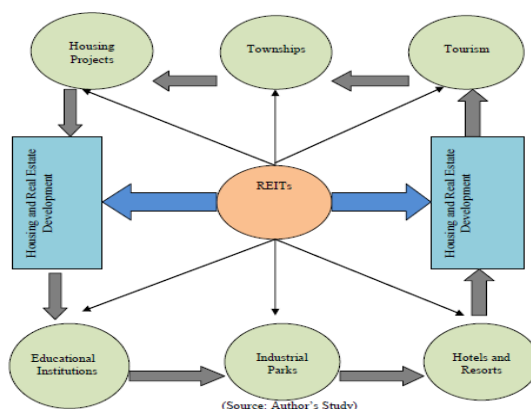 Housing
Projects
Townships
Tourism
Housing and Real Estate
Development
REITs
Housing and Real Estate
Development
Educational
Institutions
Industrial
Parks
Hotels and
Resorts
(Source: Author's Study)